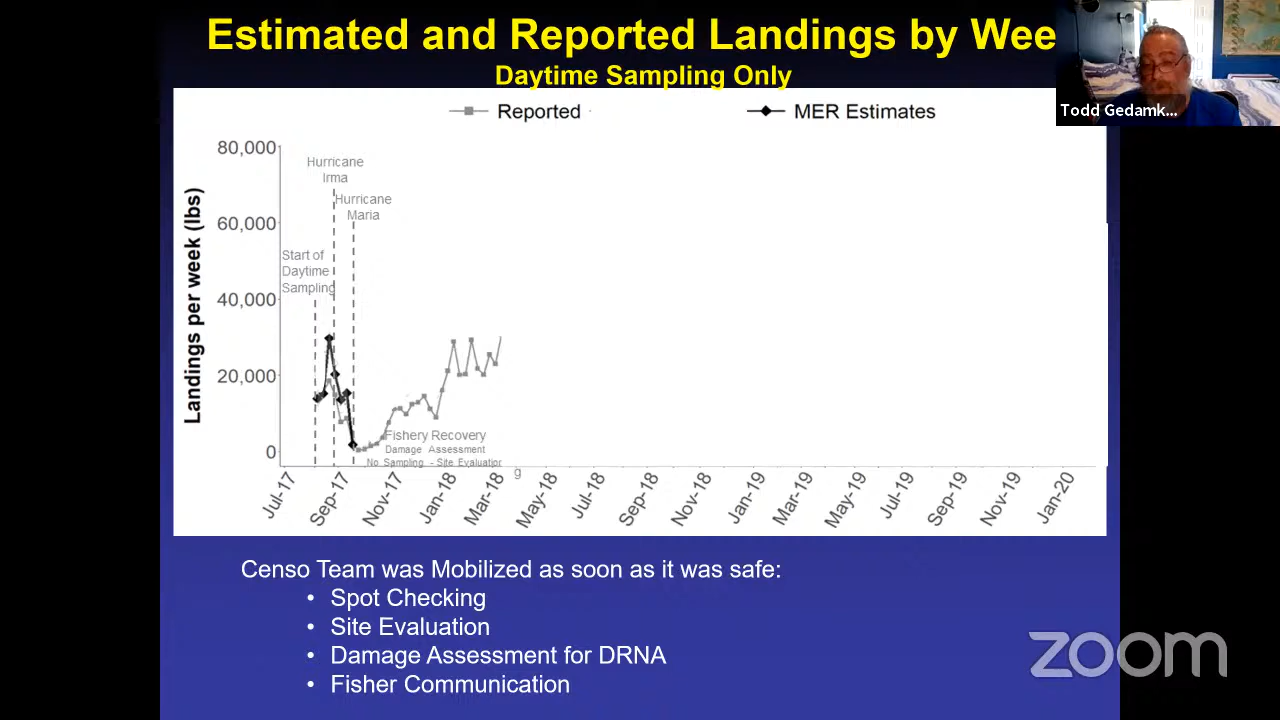 Estimated and Reported Landings by Wee
Daytime Sampling Only
Todd Gedamk...
Reported
MER Estimates
Landings per week (lbs)
80,000
60,000
40,000
20,000
0
Hurricane
Irma
Hurricane
Maria
Start of
Daytime
Sampling
Fishery Recovery
Damage Assessment
No Sampling - Site Evaluation
g
Jul-17
Sep-17
Nov-17
Jan-18
Mar-18
May-18
Jul-18
Sep-18
Nov-18
Jan-19
Mar-19
May-19
Jul-19
Sep-19
Nov-19
Jan-20
Censo Team was Mobilized as soon as it was safe:
• Spot Checking
• Site Evaluation
• Damage Assessment for DRNA
• Fisher Communication
zoom